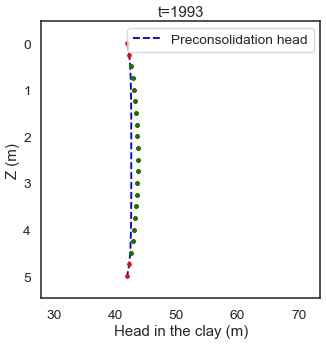 t=1993
Preconsolidation head
0
1
2
3
4
5
Z (m)
30 40 50 60 70
Head in the clay (m)